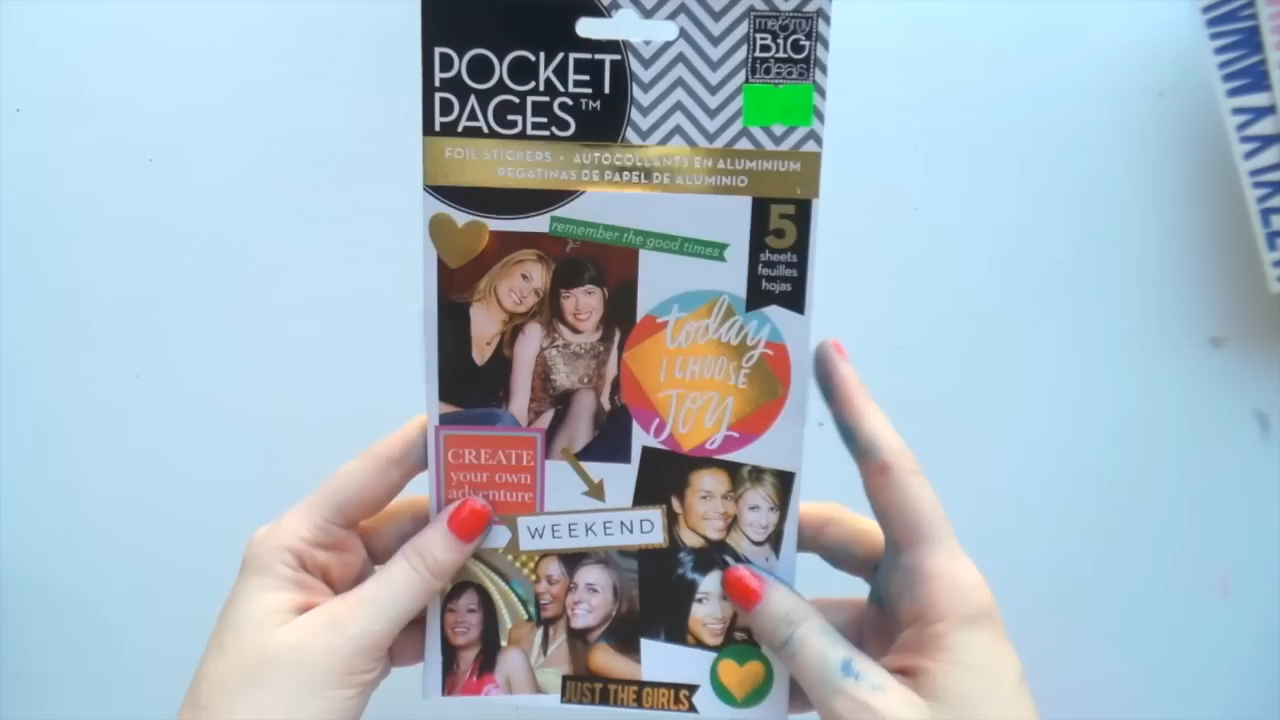 POCKET
PAGES™
me & my
BiG
ideas
FOIL STICKERS • AUTOCOLLANTS EN ALUMINIUM
PEGATINAS DE PAPEL DE ALUMINIO
5
sheets
feuilles
hojas
remember the good times
today
I CHOOSE
JOY
CREATE
your own
adventure
WEEKEND
JUST THE GIRLS